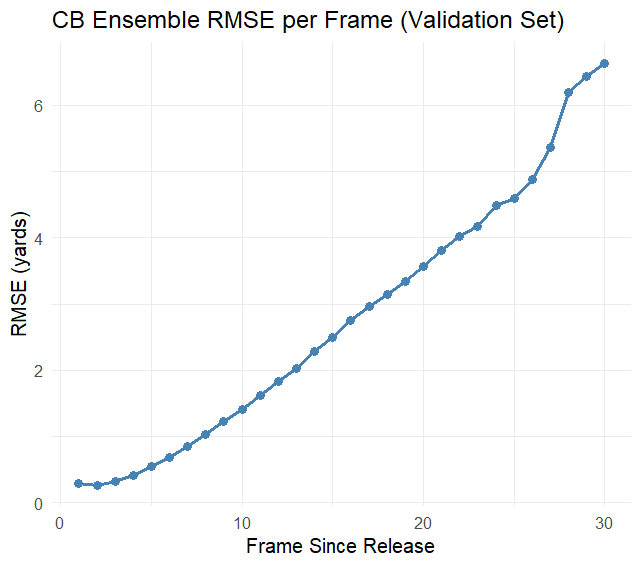 CB Ensemble RMSE per Frame (Validation Set)
RMSE (yards)
6
4
2
0
0 10 20 30
Frame Since Release